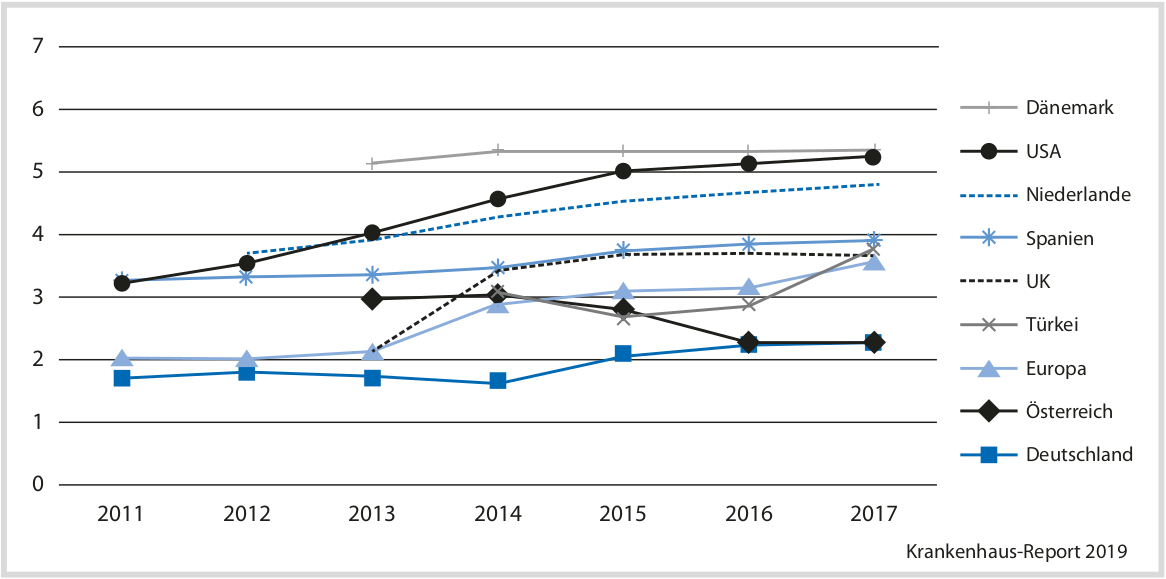 7
6
5
4
3
2
1
0
2011 2012 2013 2014 2015 2016 2017
Dänemark
USA
Niederlande
Spanien
UK
Türkei
Europa
Österreich
Deutschland
Krankenhaus-Report 2019